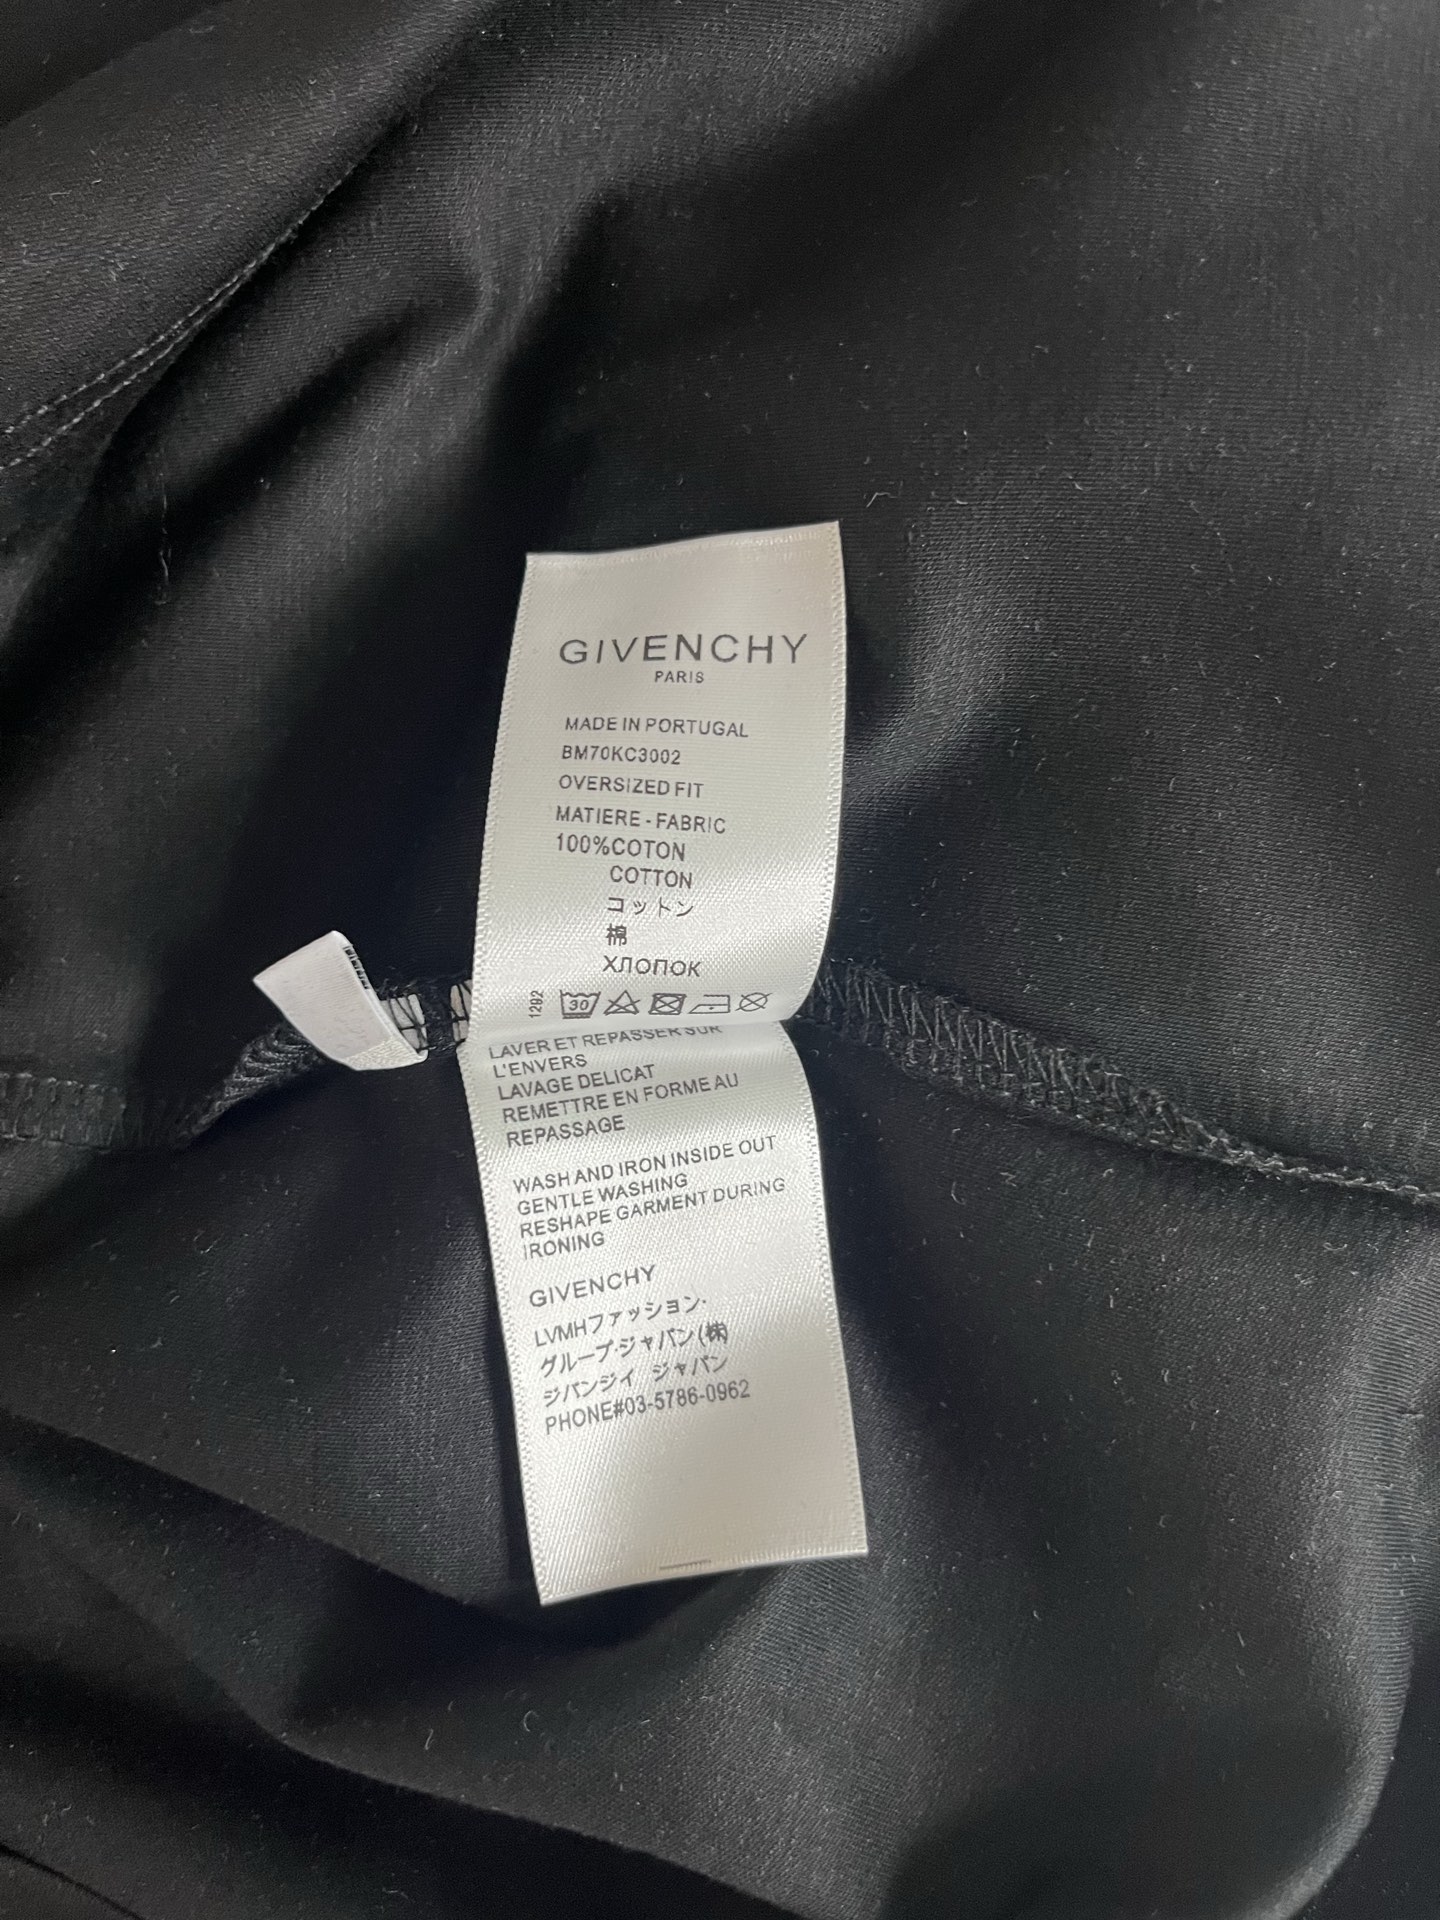 GIVENCHY
PARIS
MADE IN PORTUGAL
BM70KC3002
OVERSIZED FIT
MATIERE - FABRIC
100%COTON
COTTON
コットン
棉
ХЛОПОК
1282
30
LAVER ET REPASSER SUR
L'ENVERS
LAVAGE DELICAT
REMETTRE EN FORME AU
REPASSAGE
WASH AND IRON INSIDE OUT
GENTLE WASHING
RESHAPE GARMENT DURING
IRONING
GIVENCHY
LVMHファッション.
グループ·ジャパン(株)
ジバンジイ ジャパン
PHONE#03-5786-0962